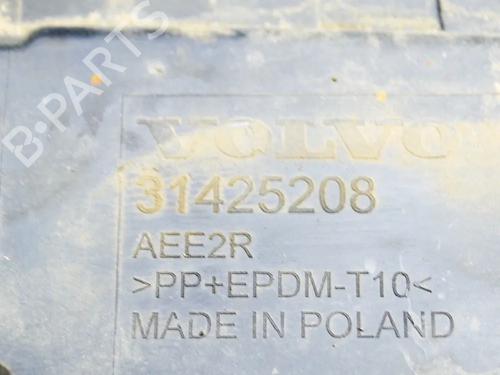 B-PARTS
VOLVO
31425208
AEE2R
>PP+EPDM-T10<
MADE IN POLAND